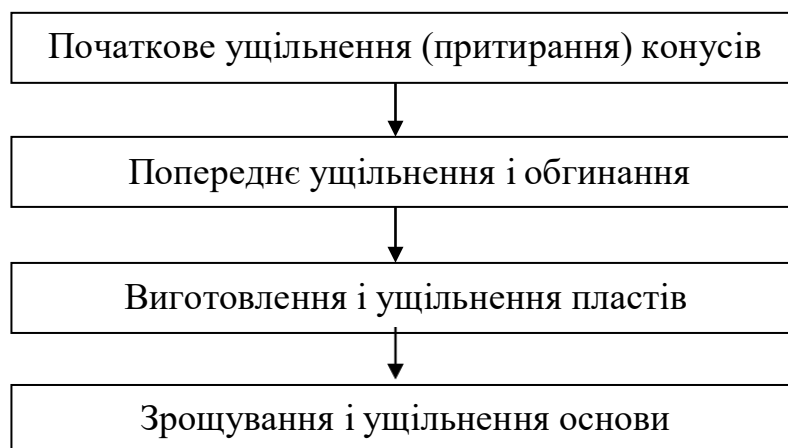 Початкове ущільнення (притирання) конусів
Попереднє ущільнення і обгинання
Виготовлення і ущільнення пластів
Зрощування і ущільнення основи